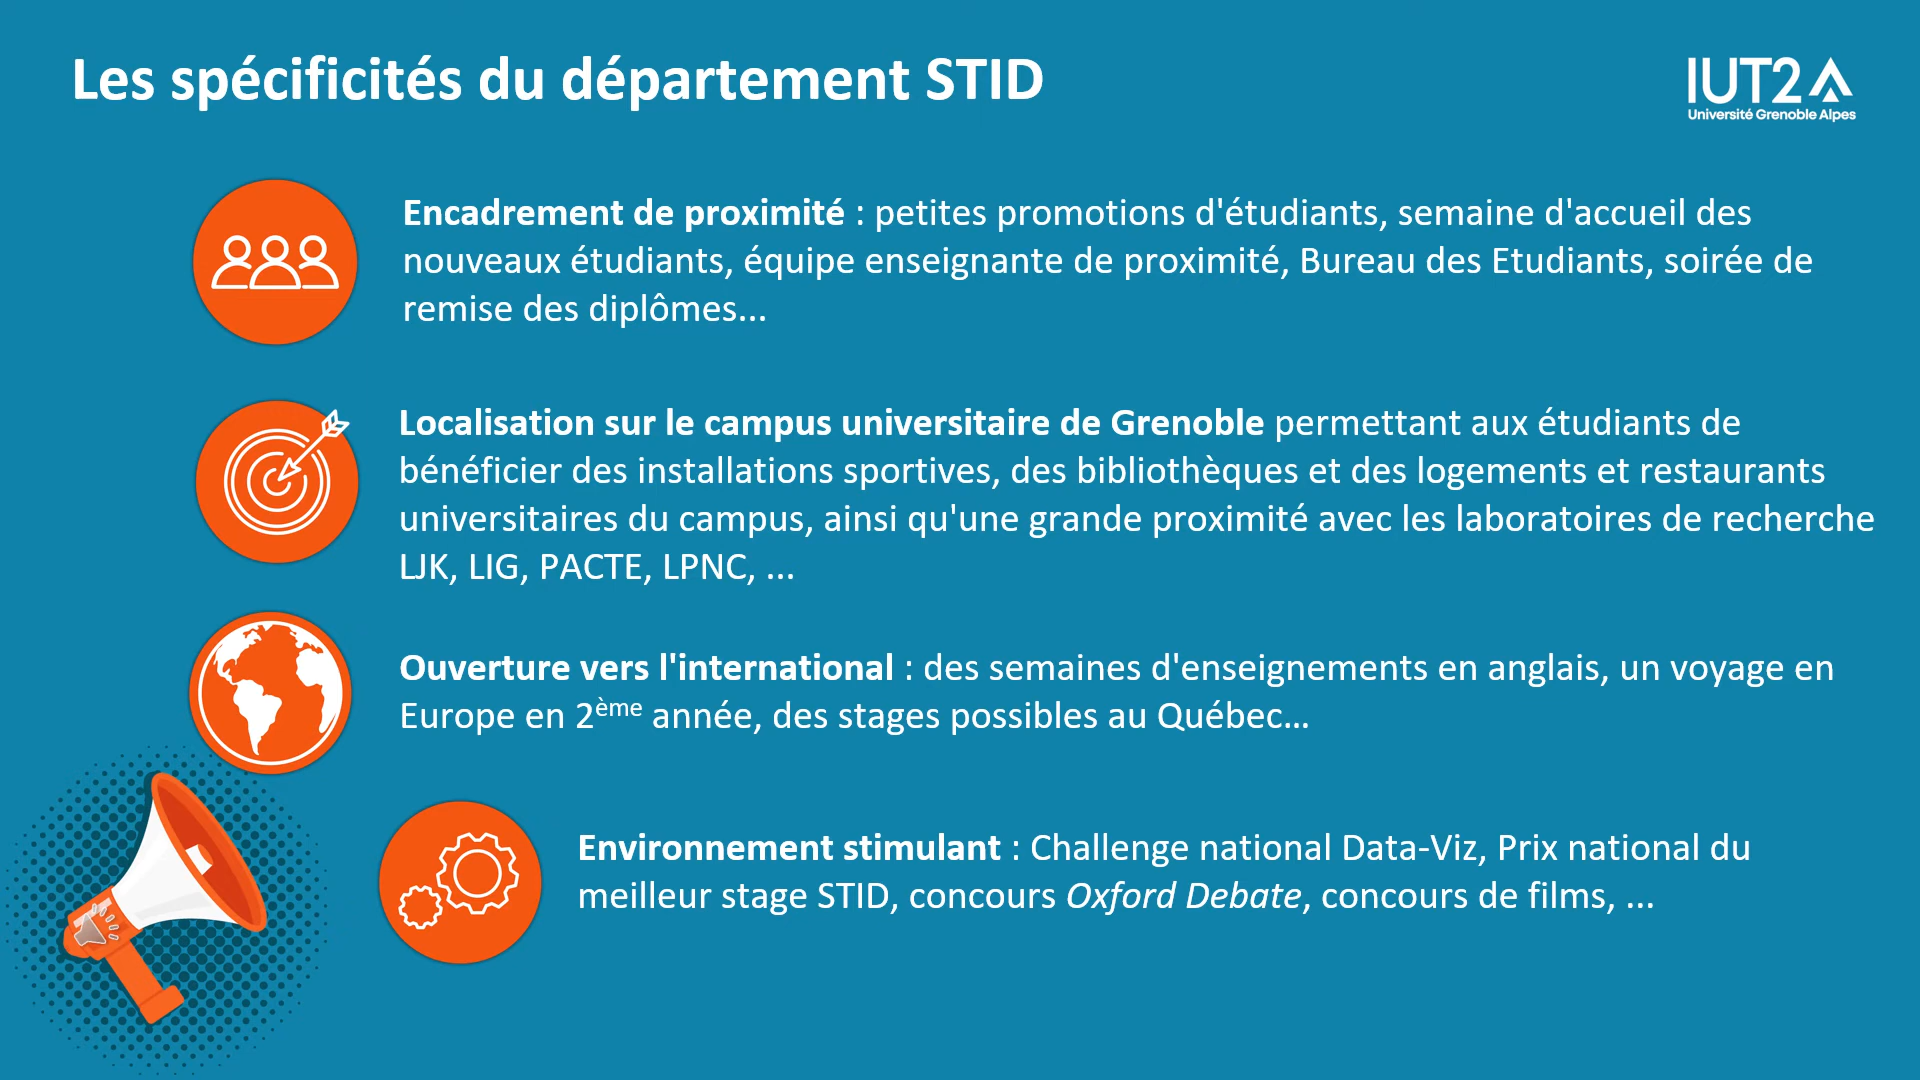 Les spécificités du département STID
IUT2
Université Grenoble Alpes
Encadrement de proximité : petites promotions d'étudiants, semaine d'accueil des
nouveaux étudiants, équipe enseignante de proximité, Bureau des Etudiants, soirée de
remise des diplômes...
Localisation sur le campus universitaire de Grenoble permettant aux étudiants de
bénéficier des installations sportives, des bibliothèques et des logements et restaurants
universitaires du campus, ainsi qu'une grande proximité avec les laboratoires de recherche
LJK, LIG, PACTE, LPNC, ...
Ouverture vers l'international : des semaines d'enseignements en anglais, un voyage en
Europe en 2ème année, des stages possibles au Québec...
Environnement stimulant : Challenge national Data-Viz, Prix national du
meilleur stage STID, concours Oxford Debate, concours de films, ...